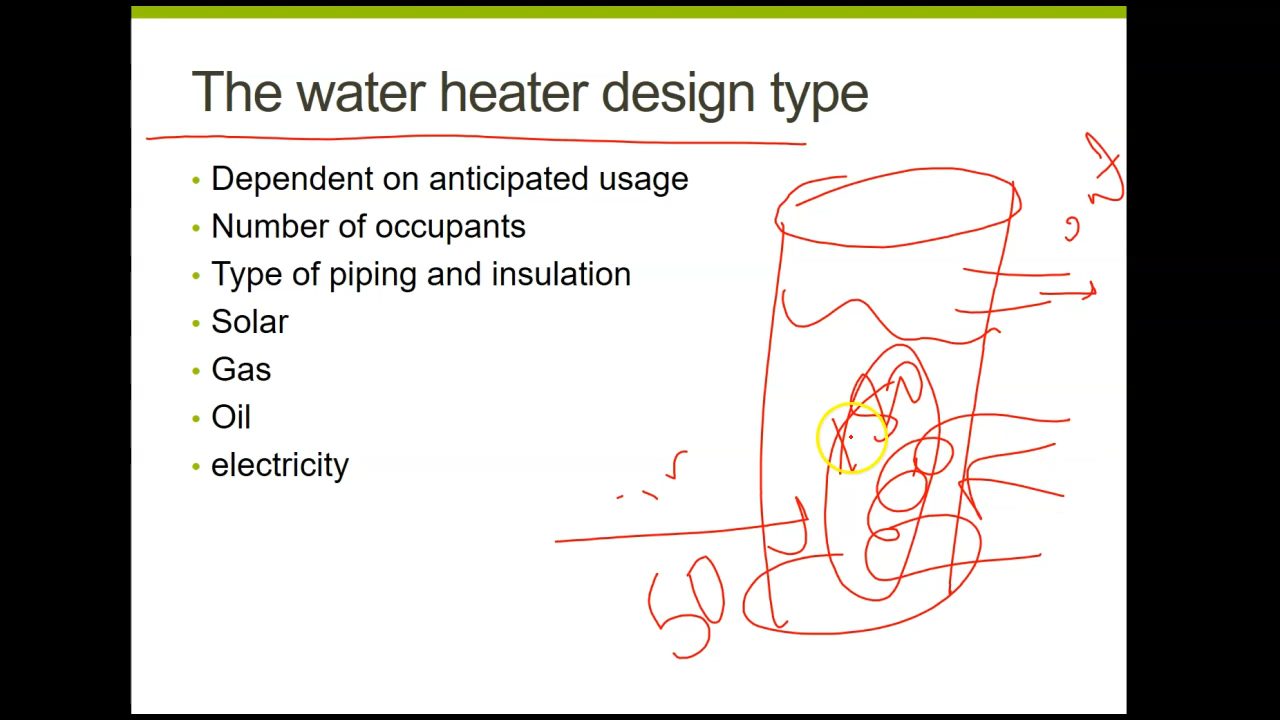 The water heater design type
• Dependent on anticipated usage
• Number of occupants
• Type of piping and insulation
• Solar
• Gas
• Oil
• electricity
50